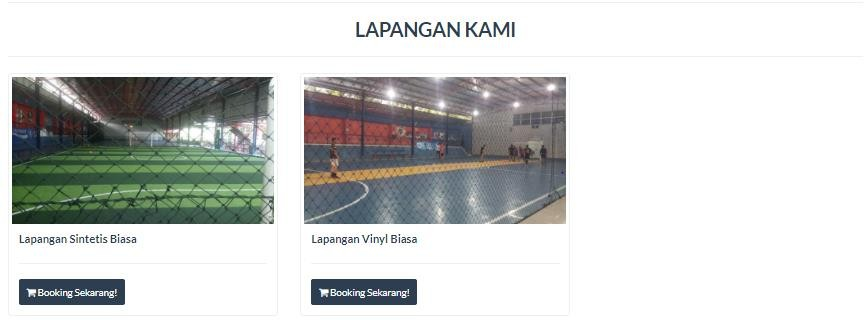 LAPANGAN KAMI
Lapangan Sintetis Biasa
Lapangan Vinyl Biasa
Booking Sekarang!
Booking Sekarang!